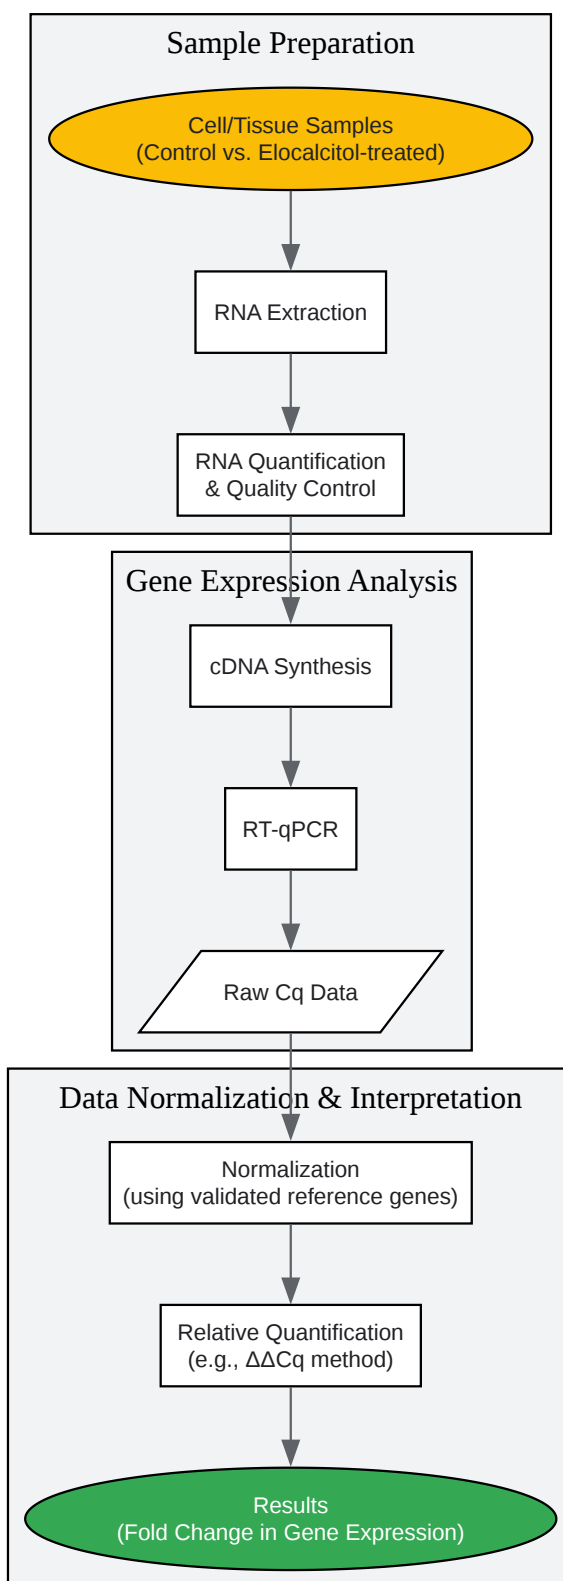 Sample Preparation
Cell/Tissue Samples
(Control vs. Elocalcitol-treated)
RNA Extraction
RNA Quantification
& Quality Control
Gene Expression Analysis
cDNA Synthesis
RT-qPCR
Raw Cq Data
Data Normalization & Interpretation
Normalization
(using validated reference genes)
Relative Quantification
(e.g., ΔΔCq method)
Results
(Fold Change in Gene Expression)